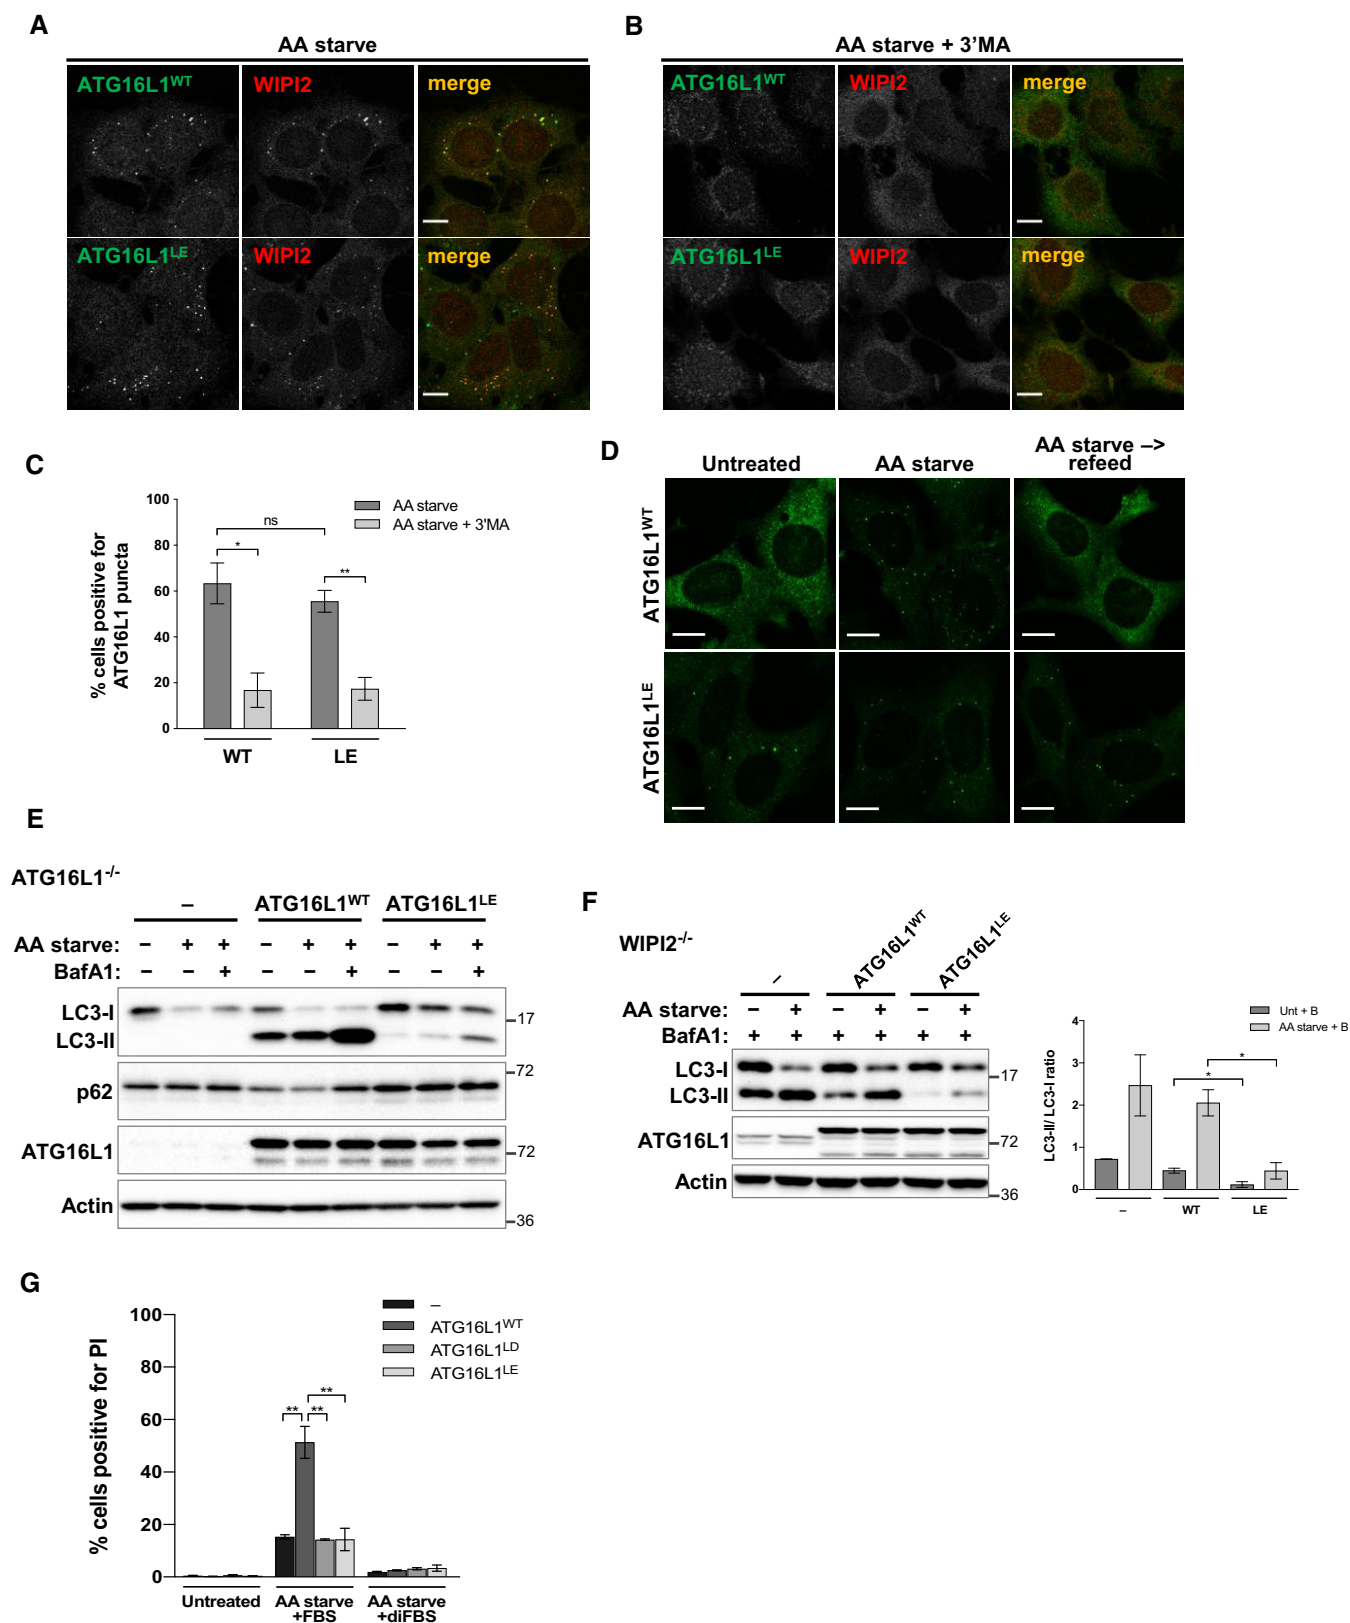 A
AA starve
ATG16L1WT
WIPI2
merge
ATG16L1LE
WIPI2
merge
B
AA starve + 3'MA
ATG16L1WT
WIPI2
merge
ATG16L1LE
WIPI2
merge
C
% cells positive for
ATG16L1 puncta
100
80
60
40
20
0
ns
*
**
AA starve
AA starve + 3'MA
WT
LE
D
Untreated
AA starve
AA starve –>
refeed
ATG16L1WT
ATG16L1LE
E
ATG16L1-/-
–
ATG16L1WT
ATG16L1LE
AA starve: – + + – + + – + +
BafA1: – – + – – + – – +
LC3-I
17
LC3-II
72
p62
ATG16L1
72
Actin
36
F
WIPI2-/-
–
ATG16L1WT
ATG16L1LE
AA starve: – + – + – +
BafA1: + + + + + +
LC3-I
17
LC3-II
ATG16L1
72
Actin
36
Unt + B
AA starve + B
LC3-II/ LC3-I ratio
4
3
2
1
0
*
*
–
WT
LE
G
% cells positive for PI
100
80
60
40
20
0
–
ATG16L1WT
ATG16L1LD
ATG16L1LE
**
**
**
Untreated
AA starve
+FBS
AA starve
+diFBS